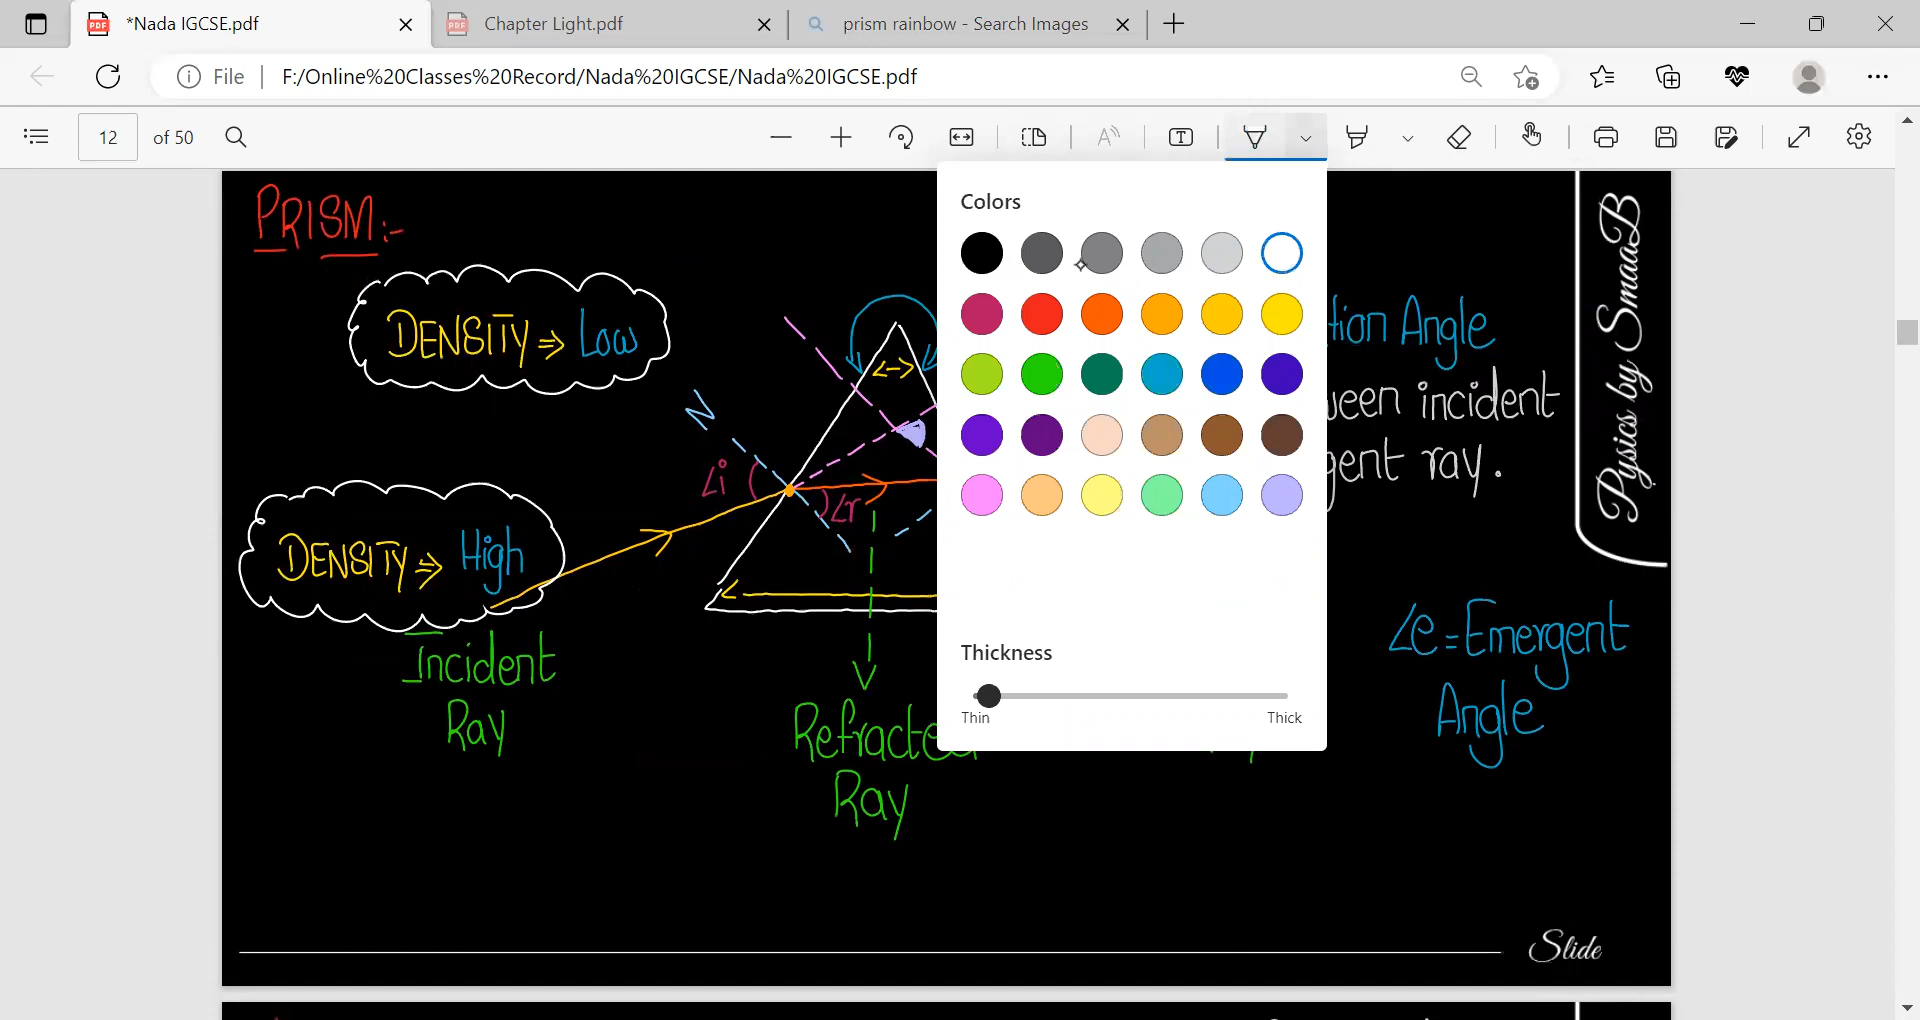 *Nada IGCSE.pdf
Chapter Light.pdf
prism rainbow - Search Images
File
F:/Online%20Classes%20Record/Nada%20IGCSE/Nada%20IGCSE.pdf
12 of 50
PRISM:-
Colors
DENSITY ⇒ Low
tion Angle
ween incident
gent ray.
Pysics by SmaaB
N
∠i
∠r
DENSITY ⇒ High
Incident
Ray
∠e = Emergent
Angle
Thickness
Thin
Thick
Refracted
Ray
Slide